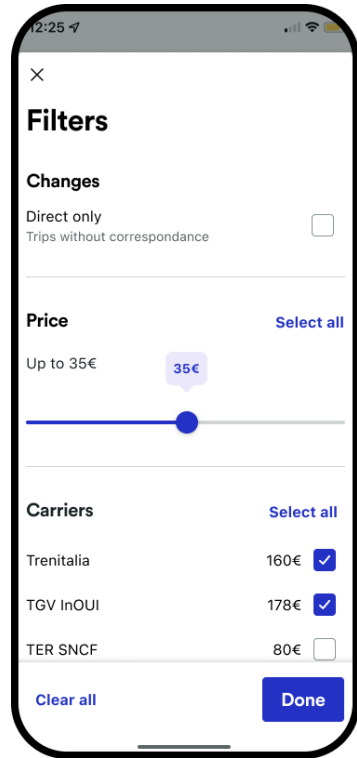 12:25
Filters
Changes
Direct only
Trips without correspondance
Price
Select all
Up to 35€
35€
Carriers
Select all
Trenitalia 160€
TGV InOUI 178€
TER SNCF 80€
Clear all
Done